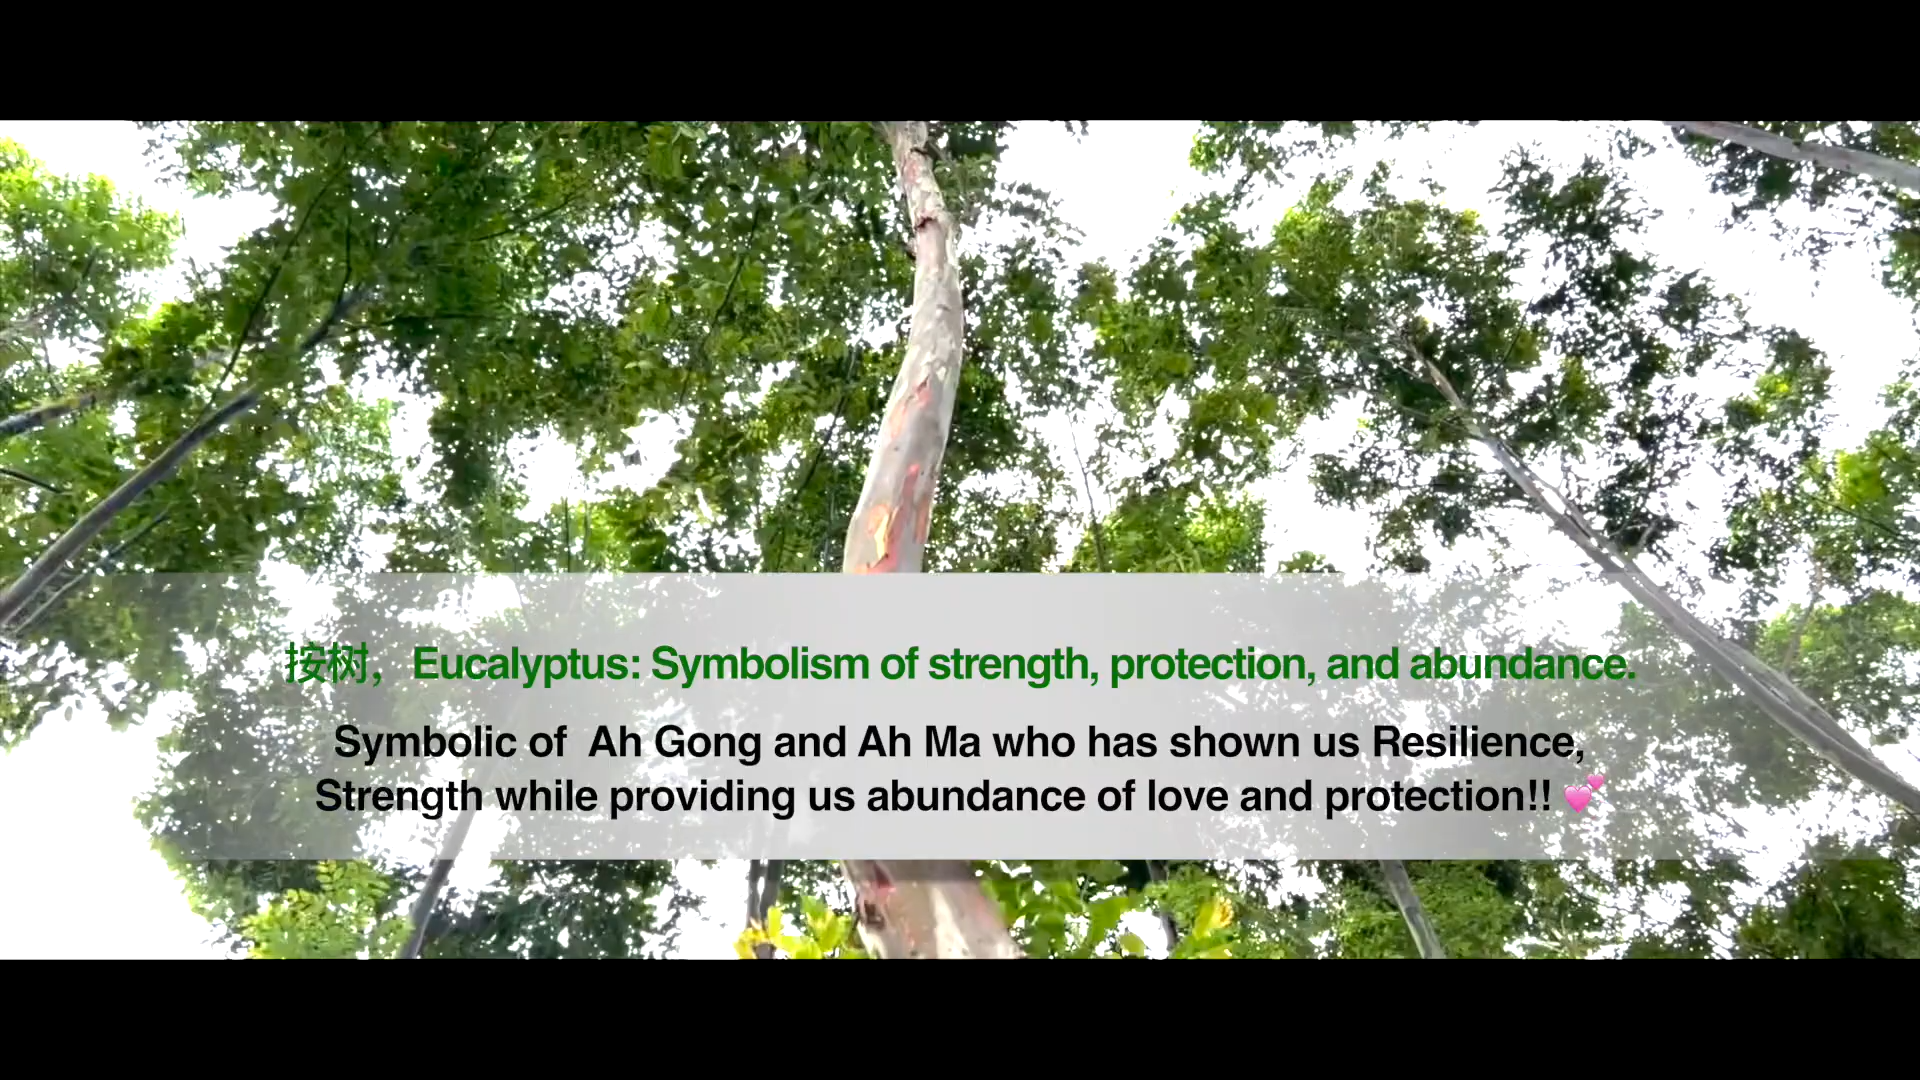 按树，Eucalyptus: Symbolism of strength, protection, and abundance.
Symbolic of  Ah Gong and Ah Ma who has shown us Resilience,
Strength while providing us abundance of love and protection!! 💕